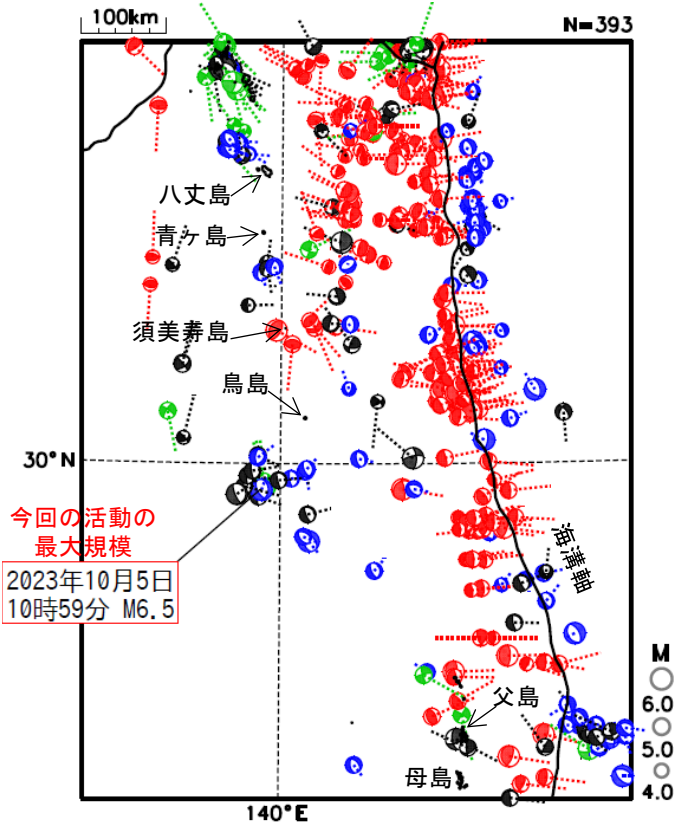 100km
N=393
八丈島
青ヶ島
須美寿島
鳥島
30°N
今回の活動の
最大規模
2023年10月5日
10時59分 M6.5
海溝軸
父島
母島
M
6.0
5.0
4.0
140°E